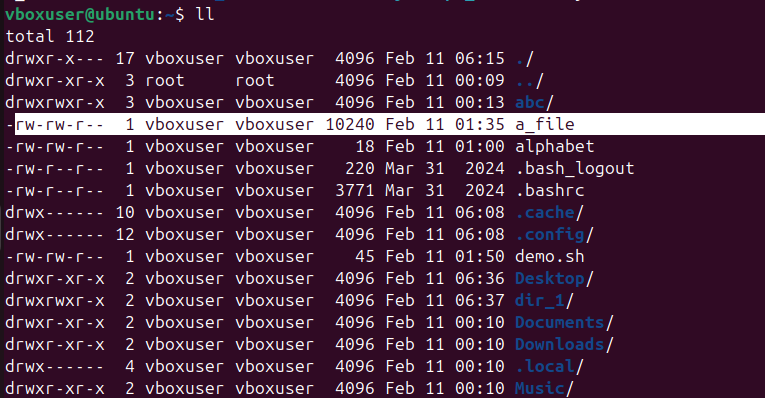 vboxuser@ubuntu:~$ ll
total 112
drwxr-x--- 17 vboxuser vboxuser  4096 Feb 11 06:15 ./
drwxr-xr-x  3 root     root      4096 Feb 11 00:09 ../
drwxrwxr-x  3 vboxuser vboxuser  4096 Feb 11 00:13 abc/
-rw-rw-r--  1 vboxuser vboxuser 10240 Feb 11 01:35 a_file
-rw-rw-r--  1 vboxuser vboxuser    18 Feb 11 01:00 alphabet
-rw-r--r--  1 vboxuser vboxuser   220 Mar 31  2024 .bash_logout
-rw-r--r--  1 vboxuser vboxuser  3771 Mar 31  2024 .bashrc
drwx------ 10 vboxuser vboxuser  4096 Feb 11 06:08 .cache/
drwx------ 12 vboxuser vboxuser  4096 Feb 11 06:08 .config/
-rw-rw-r--  1 vboxuser vboxuser    45 Feb 11 01:50 demo.sh
drwxr-xr-x  2 vboxuser vboxuser  4096 Feb 11 06:36 Desktop/
drwxrwxr-x  2 vboxuser vboxuser  4096 Feb 11 06:37 dir_1/
drwxr-xr-x  2 vboxuser vboxuser  4096 Feb 11 00:10 Documents/
drwxr-xr-x  2 vboxuser vboxuser  4096 Feb 11 00:10 Downloads/
drwx------  4 vboxuser vboxuser  4096 Feb 11 00:10 .local/
drwxr-xr-x  2 vboxuser vboxuser  4096 Feb 11 00:10 Music/